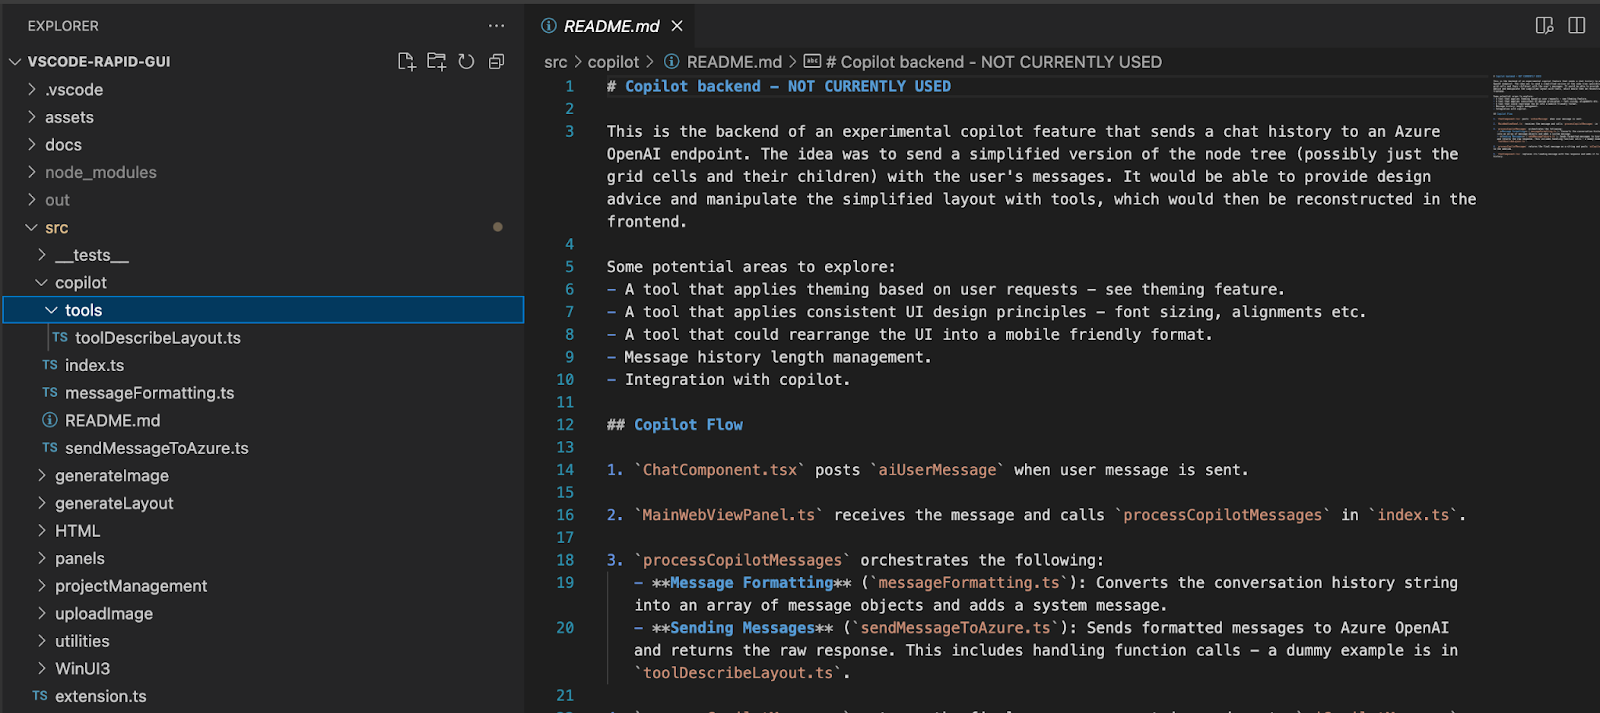 EXPLORER
VSCODE-RAPID-GUI
.vscode
assets
docs
node_modules
out
src
__tests__
copilot
tools
TS toolDescribeLayout.ts
TS index.ts
TS messageFormatting.ts
README.md
TS sendMessageToAzure.ts
generateImage
generateLayout
HTML
panels
projectManagement
uploadImage
utilities
WinUI3
TS extension.ts
README.md
src > copilot > README.md > # Copilot backend - NOT CURRENTLY USED
1 # Copilot backend - NOT CURRENTLY USED
2
3 This is the backend of an experimental copilot feature that sends a chat history to an Azure
OpenAI endpoint. The idea was to send a simplified version of the node tree (possibly just the
grid cells and their children) with the user's messages. It would be able to provide design
advice and manipulate the simplified layout with tools, which would then be reconstructed in the
frontend.
4
5 Some potential areas to explore:
6 - A tool that applies theming based on user requests - see theming feature.
7 - A tool that applies consistent UI design principles - font sizing, alignments etc.
8 - A tool that could rearrange the UI into a mobile friendly format.
9 - Message history length management.
10 - Integration with copilot.
11
12 ## Copilot Flow
13
14 1. `ChatComponent.tsx` posts `aiUserMessage` when user message is sent.
15
16 2. `MainWebViewPanel.ts` receives the message and calls `processCopilotMessages` in `index.ts`.
17
18 3. `processCopilotMessages` orchestrates the following:
19 - **Message Formatting** (`messageFormatting.ts`): Converts the conversation history string
into an array of message objects and adds a system message.
20 - **Sending Messages** (`sendMessageToAzure.ts`): Sends formatted messages to Azure OpenAI
and returns the raw response. This includes handling function calls - a dummy example is in
`toolDescribeLayout.ts`.
21